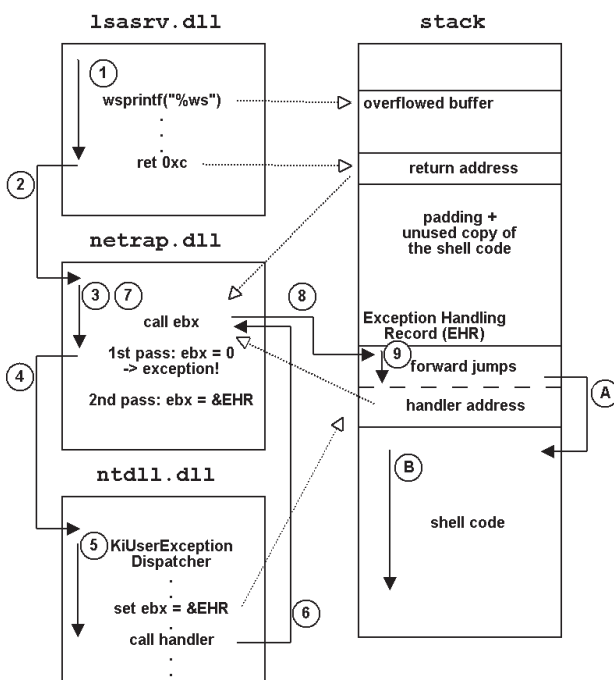 lsasrv.dll
1
wsprintf("%ws")
.
.
.
ret 0xc
2
netrap.dll
3 7
call ebx
1st pass: ebx = 0
-> exception!
2nd pass: ebx = &EHR
4
8
ntdll.dll
5 KiUserException
Dispatcher
.
.
set ebx = &EHR
call handler
.
.
6
stack
overflowed buffer
return address
padding +
unused copy of
the shell code
Exception Handling
Record (EHR)
9
forward jumps
handler address
A
B
shell code